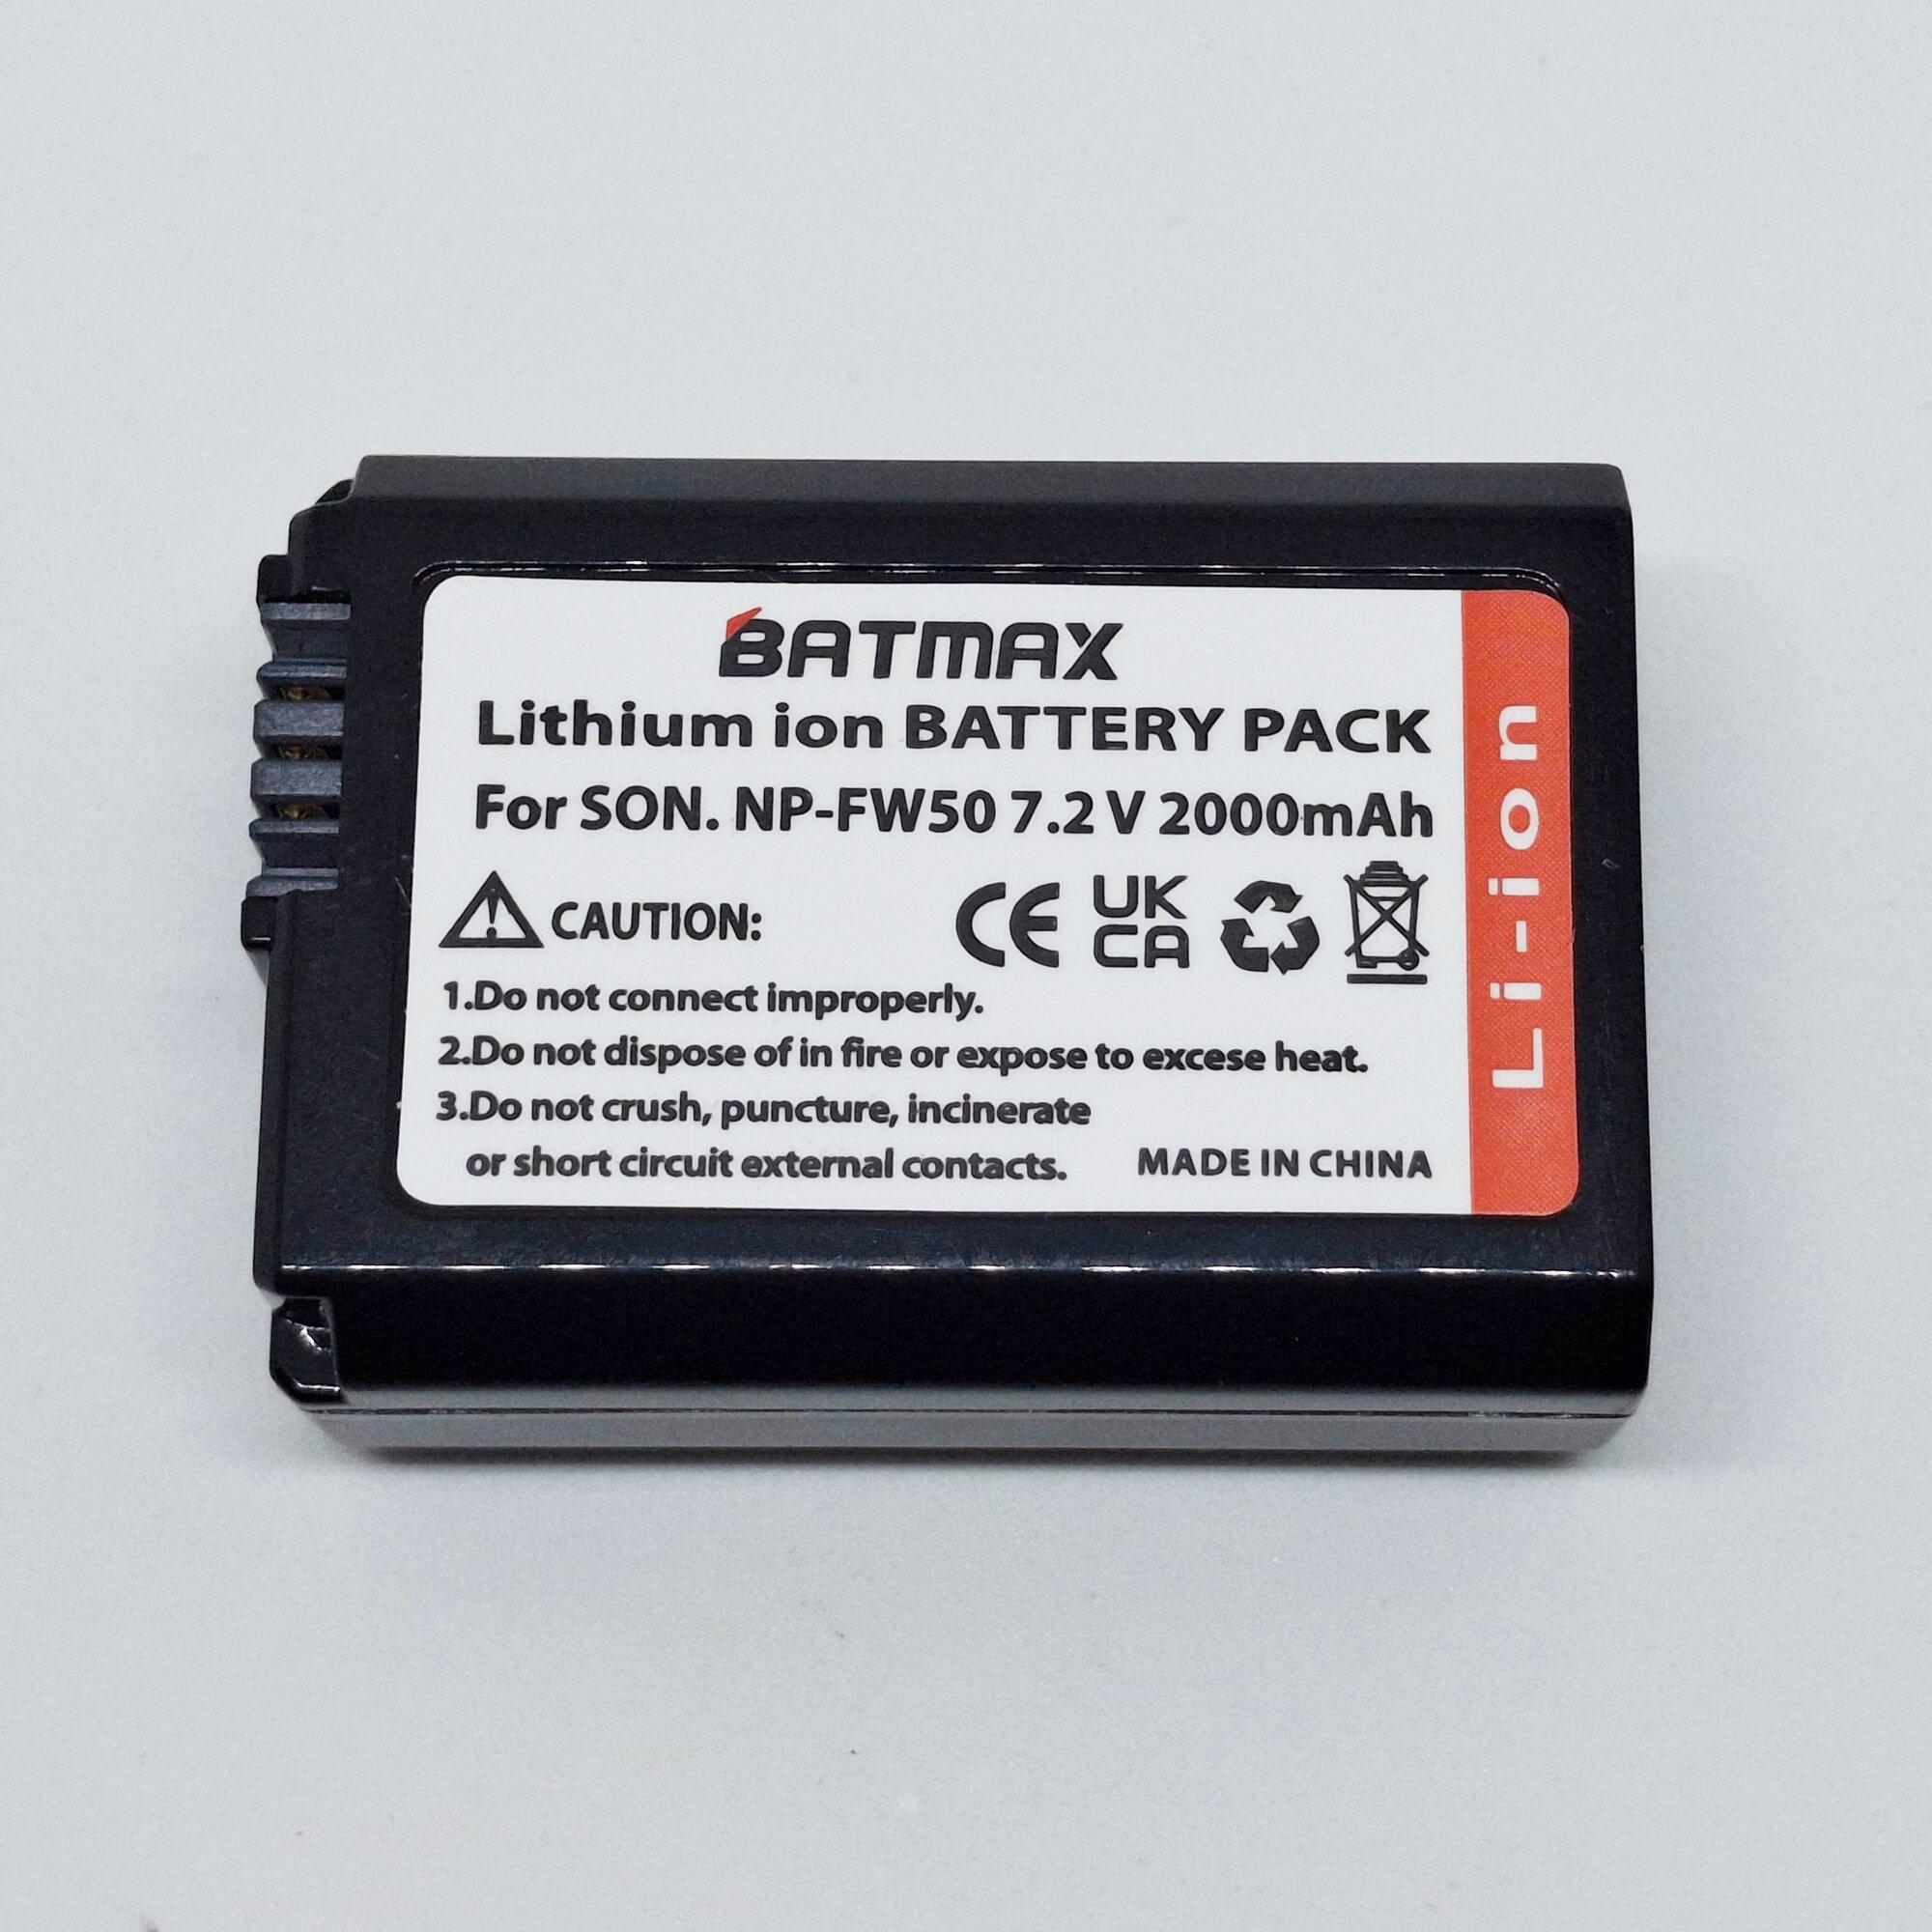 BATMAX
Lithium ion BATTERY PACK
For SON. NP-FW50 7.2V 2000mAh
CAUTION:
CE UK
CA
1.Do not connect improperly.
2.Do not dispose of in fire or expose to excese heat.
3.Do not crush, puncture, incinerate
or short circuit external contacts.
MADE IN CHINA
Li-ion